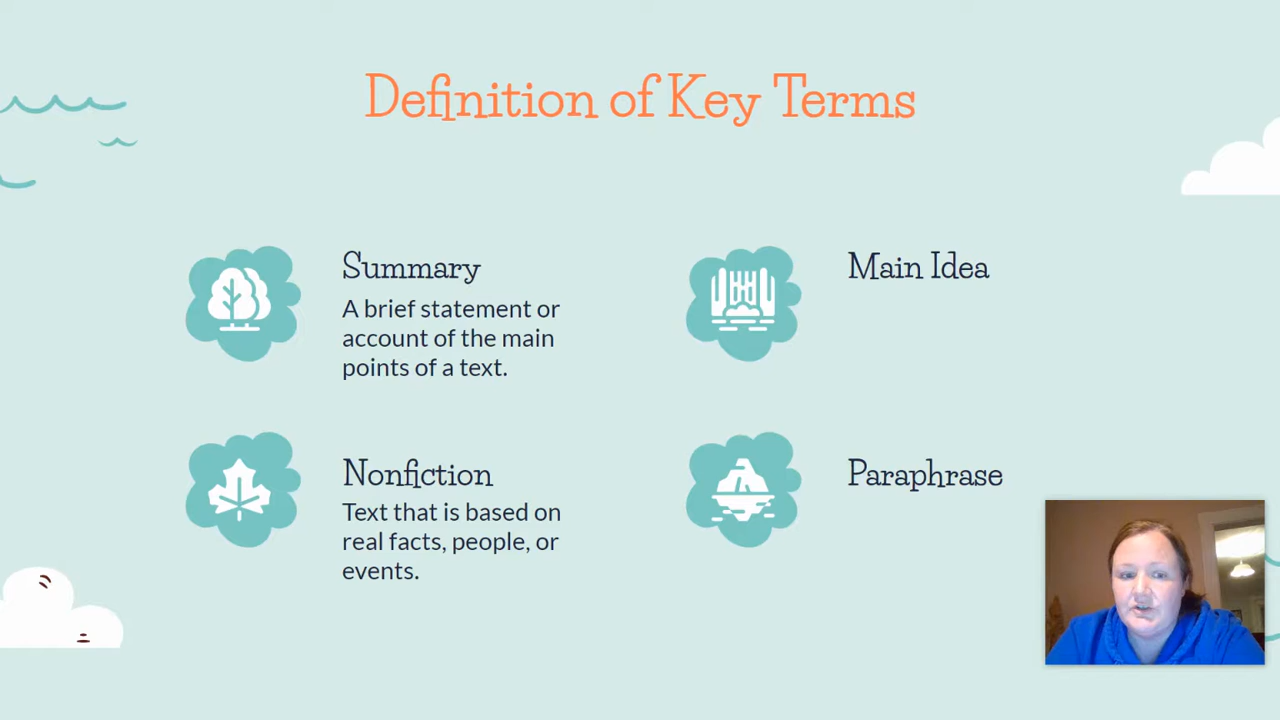 Definition of Key Terms
Summary
A brief statement or
account of the main
points of a text.
Main Idea
Nonfiction
Text that is based on
real facts, people, or
events.
Paraphrase